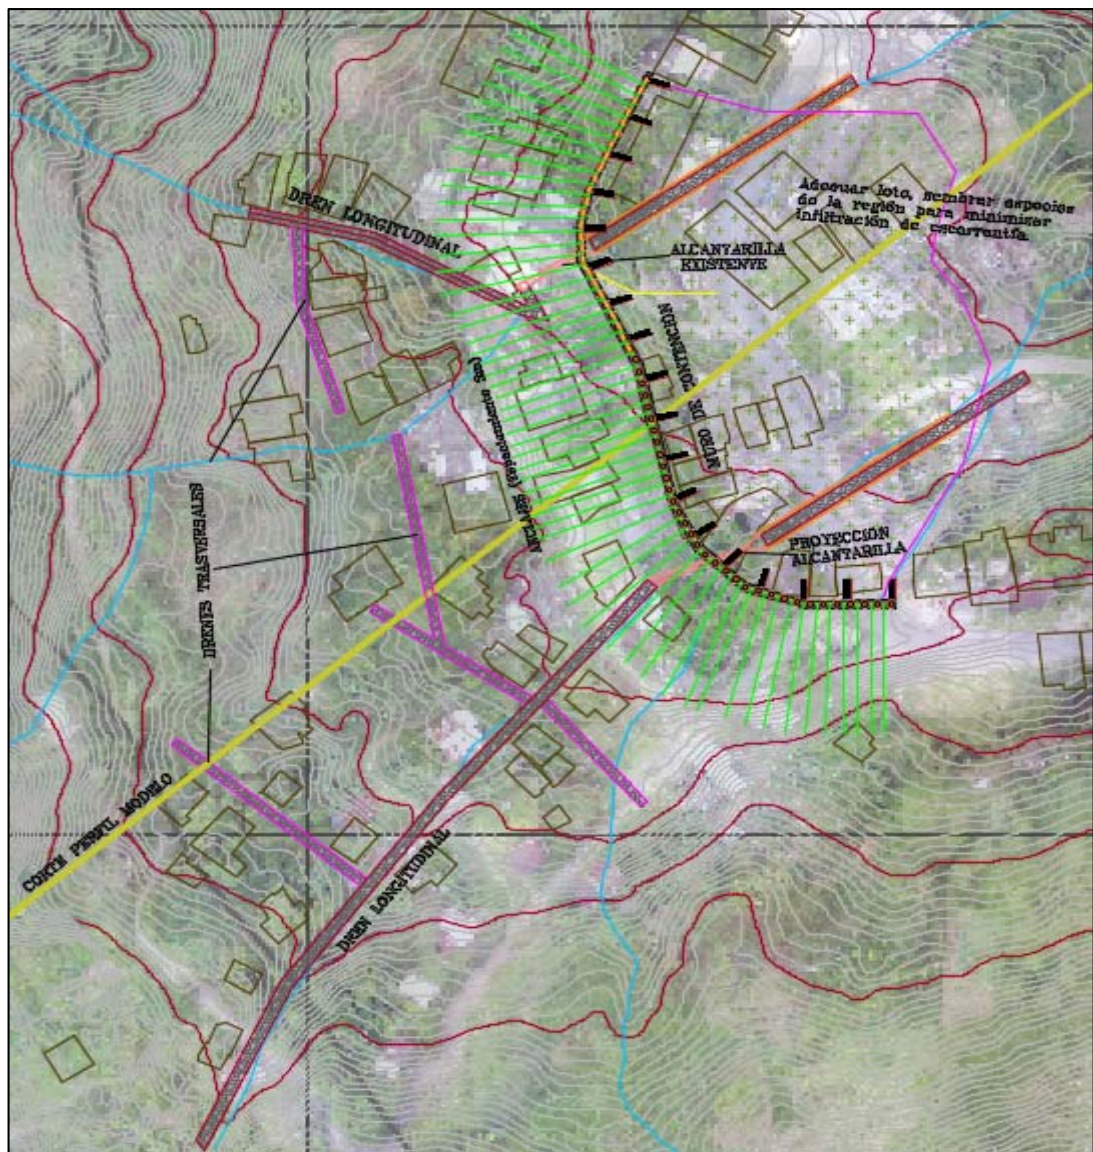 DREN LONGITUDINAL
Adecuar lote, sembrar especies
de la región para minimizar
infiltración de escorrentía
ALCANTARILLA
EXISTENTE
MURO DE CONTENCION
ANCLAJES (Espaciamiento 3m)
PROYECCIÓN
ALCANTARILLA
DRENES TRASVERSALES
CORTE PERFIL MODELO
DREN LONGITUDINAL